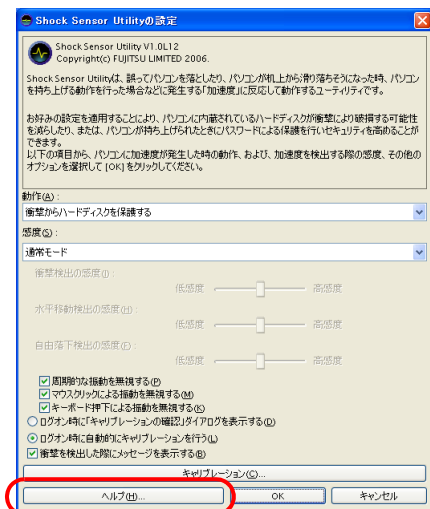 Shock Sensor Utilityの設定
Shock Sensor Utility V1.0L12
Copyright(c) FUJITSU LIMITED 2006.
Shock Sensor Utilityは、誤ってパソコンを落としたり、パソコンが机上から滑り落ちそうになった時、パソコン
を持ち上げる動作を行った場合などに発生する「加速度」に反応して動作するユーティリティです。
お好みの設定を適用することにより、パソコンに内蔵されているハードディスクが衝撃により破損する可能性
を減らしたり、または、パソコンが持ち上げられたときにパスワードによる保護を行いセキュリティを高めることが
できます。
以下の項目から、パソコンに加速度が発生した時の動作、および、加速度を検出する際の感度、その他の
オプションを選択して [OK] をクリックしてください。
動作(A) :
衝撃からハードディスクを保護する
感度(S) :
通常モード
衝撃検出の感度(I) :
低感度 高感度
水平移動検出の感度(H) :
低感度 高感度
自由落下検出の感度(F) :
低感度 高感度
周期的な振動を無視する(P)
マウスクリックによる振動を無視する(M)
キーボード押下による振動を無視する(K)
ログオン時に「キャリブレーションの確認」ダイアログを表示する(D)
ログオン時に自動的にキャリブレーションを行う(L)
衝撃を検出した際にメッセージを表示する(B)
キャリブレーション(C)...
ヘルプ(H)... OK キャンセル